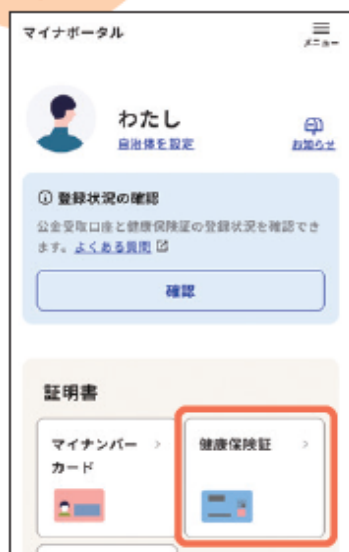 マイナポータル
メニュー
わたし
自治体を設定
お知らせ
登録状況の確認
公金受取口座と健康保険証の登録状況を確認でき
ます。よくある質問
確認
証明書
マイナンバー
カード
健康保険証